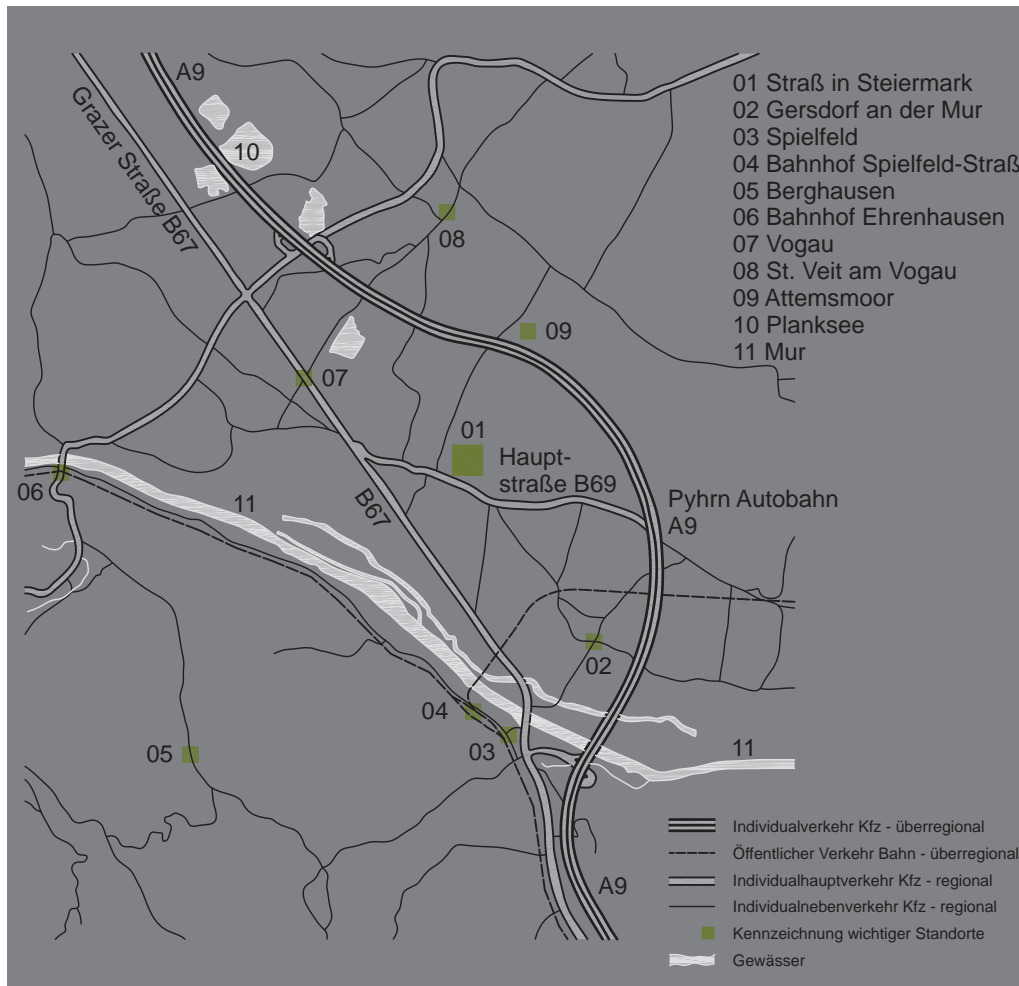 A9
Grazer Straße B67
10
08
09
07
01
Haupt-
straße B69
Pyhrn Autobahn
A9
06
11
B67
02
04
03
05
11
A9
01 Straß in Steiermark
02 Gersdorf an der Mur
03 Spielfeld
04 Bahnhof Spielfeld-Straß
05 Berghausen
06 Bahnhof Ehrenhausen
07 Vogau
08 St. Veit am Vogau
09 Attemsmoor
10 Planksee
11 Mur
Individualverkehr Kfz - überregional
Öffentlicher Verkehr Bahn - überregional
Individualhauptverkehr Kfz - regional
Individualnebenverkehr Kfz - regional
Kennzeichnung wichtiger Standorte
Gewässer